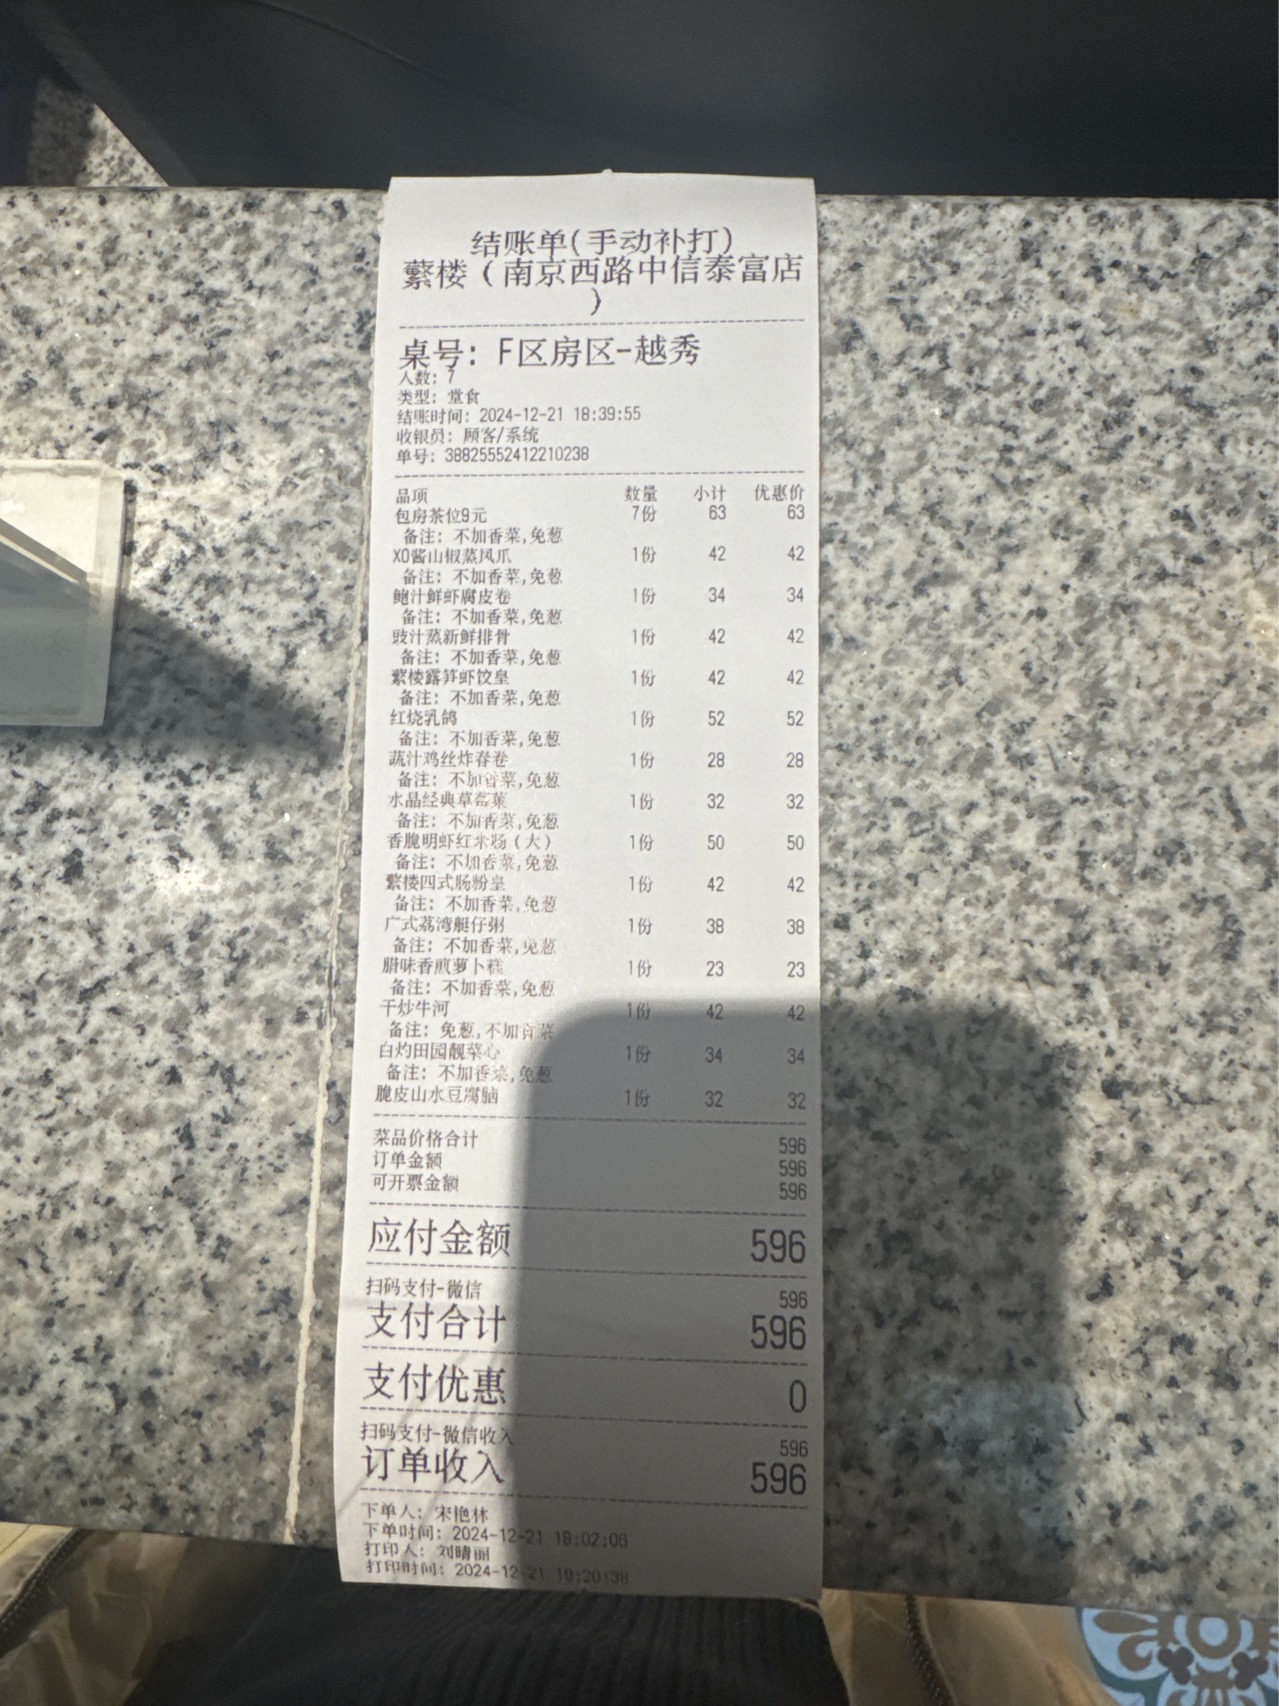 结账单(手动补打)
蘩楼（南京西路中信泰富店
）
桌号: F区房区-越秀
人数: 7
类型: 堂食
结账时间: 2024-12-21 18:39:55
收银员: 顾客/系统
单号: 38825552412210238
品项 数量 小计 优惠价
包房茶位9元 7份 63 63
备注: 不加香菜,免葱
XO酱山椒蒸凤爪 1份 42 42
备注: 不加香菜,免葱
鲍汁鲜虾腐皮卷 1份 34 34
备注: 不加香菜,免葱
豉汁蒸新鲜排骨 1份 42 42
备注: 不加香菜,免葱
蘩楼露笋虾饺皇 1份 42 42
备注: 不加香菜,免葱
红烧乳鸽 1份 52 52
备注: 不加香菜,免葱
蔬汁鸡丝炸春卷 1份 28 28
备注: 不加香菜,免葱
水晶经典草莓菓 1份 32 32
备注: 不加香菜,免葱
香脆明虾红米肠（大） 1份 50 50
备注: 不加香菜,免葱
蘩楼四式肠粉皇 1份 42 42
备注: 不加香菜,免葱
广式荔湾艇仔粥 1份 38 38
备注: 不加香菜,免葱
腊味香煎萝卜糕 1份 23 23
备注: 不加香菜,免葱
干炒牛河 1份 42 42
备注: 免葱,不加香菜
白灼田园靓菜心 1份 34 34
备注: 不加香菜,免葱
脆皮山水豆腐脑 1份 32 32
菜品价格合计 596
订单金额 596
可开票金额 596
应付金额 596
扫码支付-微信 596
支付合计 596
支付优惠 0
扫码支付-微信收入 596
订单收入 596
下单人: 宋艳林
下单时间: 2024-12-21 18:02:06
打印人: 刘晴丽
打印时间: 2024-12-21 19:20:38